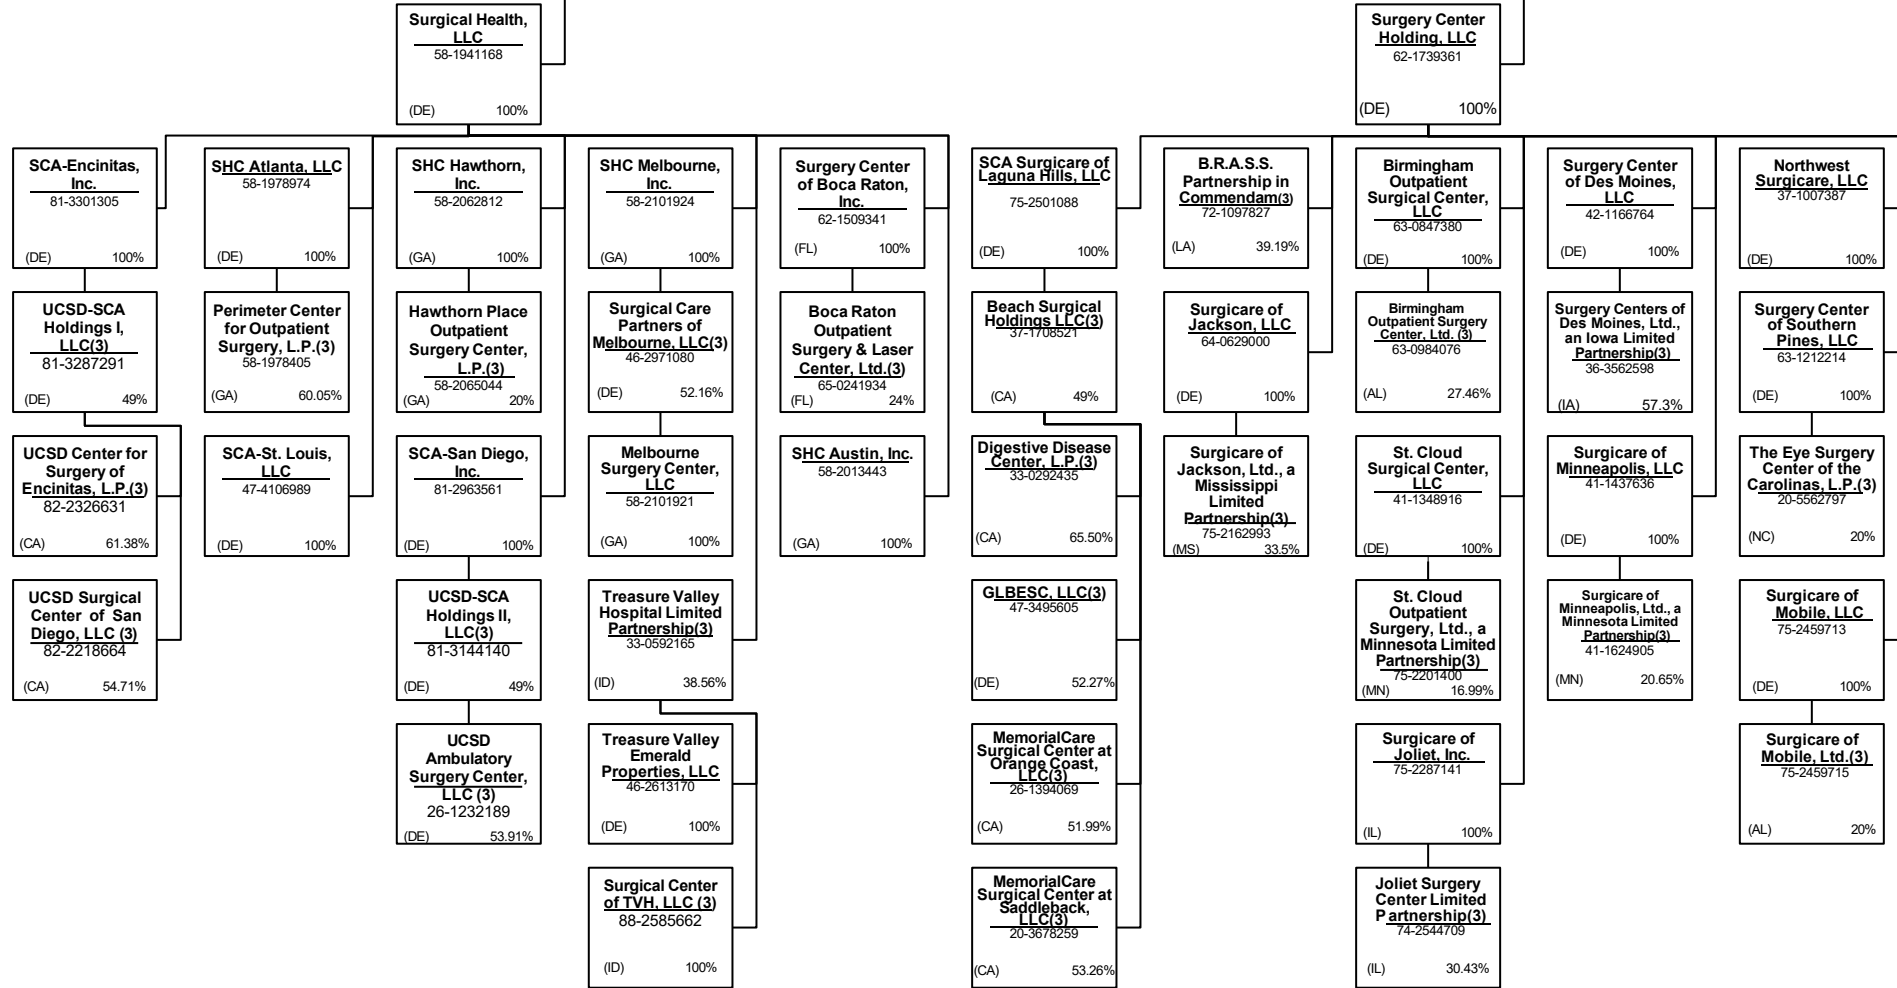 Surgical Health,
LLC
58-1941168
(DE) 100%
Surgery Center
Holding, LLC
62-1739361
(DE) 100%
SCA-Encinitas,
Inc.
81-3301305
(DE) 100%
SHC Atlanta, LLC
58-1978974
(DE) 100%
SHC Hawthorn,
Inc.
58-2062812
(GA) 100%
SHC Melbourne,
Inc.
58-2101924
(GA) 100%
Surgery Center
of Boca Raton,
Inc.
62-1509341
(FL) 100%
SCA Surgicare of
Laguna Hills, LLC
75-2501088
(DE) 100%
B.R.A.S.S.
Partnership in
Commendam(3)
72-1097827
(LA) 39.19%
Birmingham
Outpatient
Surgical Center,
LLC
63-0847380
(DE) 100%
Surgery Center
of Des Moines,
LLC
42-1166764
(DE) 100%
Northwest
Surgicare, LLC
37-1007387
(DE) 100%
UCSD-SCA
Holdings I,
LLC(3)
81-3287291
(DE) 49%
Perimeter Center
for Outpatient
Surgery, L.P.(3)
58-1978405
(GA) 60.05%
Hawthorn Place
Outpatient
Surgery Center,
L.P.(3)
58-2065044
(GA) 20%
Surgical Care
Partners of
Melbourne, LLC(3)
46-2971080
(DE) 52.16%
Boca Raton
Outpatient
Surgery & Laser
Center, Ltd.(3)
65-0241934
(FL) 24%
Beach Surgical
Holdings LLC(3)
37-1708521
(CA) 49%
Surgicare of
Jackson, LLC
64-0629000
(DE) 100%
Birmingham
Outpatient Surgery
Center, Ltd. (3)
63-0984076
(AL) 27.46%
Surgery Centers of
Des Moines, Ltd.,
an Iowa Limited
Partnership(3)
36-3562598
(IA) 57.3%
Surgery Center
of Southern
Pines, LLC
63-1212214
(DE) 100%
UCSD Center for
Surgery of
Encinitas, L.P.(3)
82-2326631
(CA) 61.38%
SCA-St. Louis,
LLC
47-4106989
(DE) 100%
SCA-San Diego,
Inc.
81-2963561
(DE) 100%
Melbourne
Surgery Center,
LLC
58-2101921
(GA) 100%
SHC Austin, Inc.
58-2013443
(GA) 100%
Digestive Disease
Center, L.P.(3)
33-0292435
(CA) 65.50%
Surgicare of
Jackson, Ltd., a
Mississippi
Limited
Partnership(3)
75-2162993
(MS) 33.5%
St. Cloud
Surgical Center,
LLC
41-1348916
(DE) 100%
Surgicare of
Minneapolis, LLC
41-1437636
(DE) 100%
The Eye Surgery
Center of the
Carolinas, L.P.(3)
20-5562797
(NC) 20%
UCSD Surgical
Center of San
Diego, LLC (3)
82-2218664
(CA) 54.71%
UCSD-SCA
Holdings II,
LLC(3)
81-3144140
(DE) 49%
Treasure Valley
Hospital Limited
Partnership(3)
33-0592165
(ID) 38.56%
GLBESC, LLC(3)
47-3495605
(DE) 52.27%
St. Cloud
Outpatient
Surgery, Ltd., a
Minnesota Limited
Partnership(3)
75-2201400
(MN) 16.99%
Surgicare of
Minneapolis, Ltd., a
Minnesota Limited
Partnership(3)
41-1624905
(MN) 20.65%
Surgicare of
Mobile, LLC
75-2459713
(DE) 100%
UCSD
Ambulatory
Surgery Center,
LLC (3)
26-1232189
(DE) 53.91%
Treasure Valley
Emerald
Properties, LLC
46-2613170
(DE) 100%
MemorialCare
Surgical Center at
Orange Coast,
LLC(3)
26-1394069
(CA) 51.99%
Surgicare of
Joliet, Inc.
75-2287141
(IL) 100%
Surgicare of
Mobile, Ltd.(3)
75-2459715
(AL) 20%
Surgical Center
of TVH, LLC (3)
88-2585662
(ID) 100%
MemorialCare
Surgical Center at
Saddleback,
LLC(3)
20-3678259
(CA) 53.26%
Joliet Surgery
Center Limited
Partnership(3)
74-2544709
(IL) 30.43%